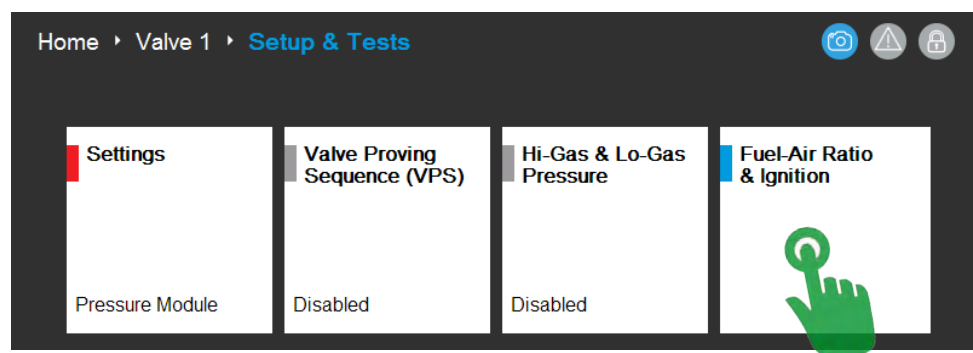 Home ‣ Valve 1 ‣ Setup & Tests
Settings
Pressure Module
Valve Proving
Sequence (VPS)
Disabled
Hi-Gas & Lo-Gas
Pressure
Disabled
Fuel-Air Ratio
& Ignition